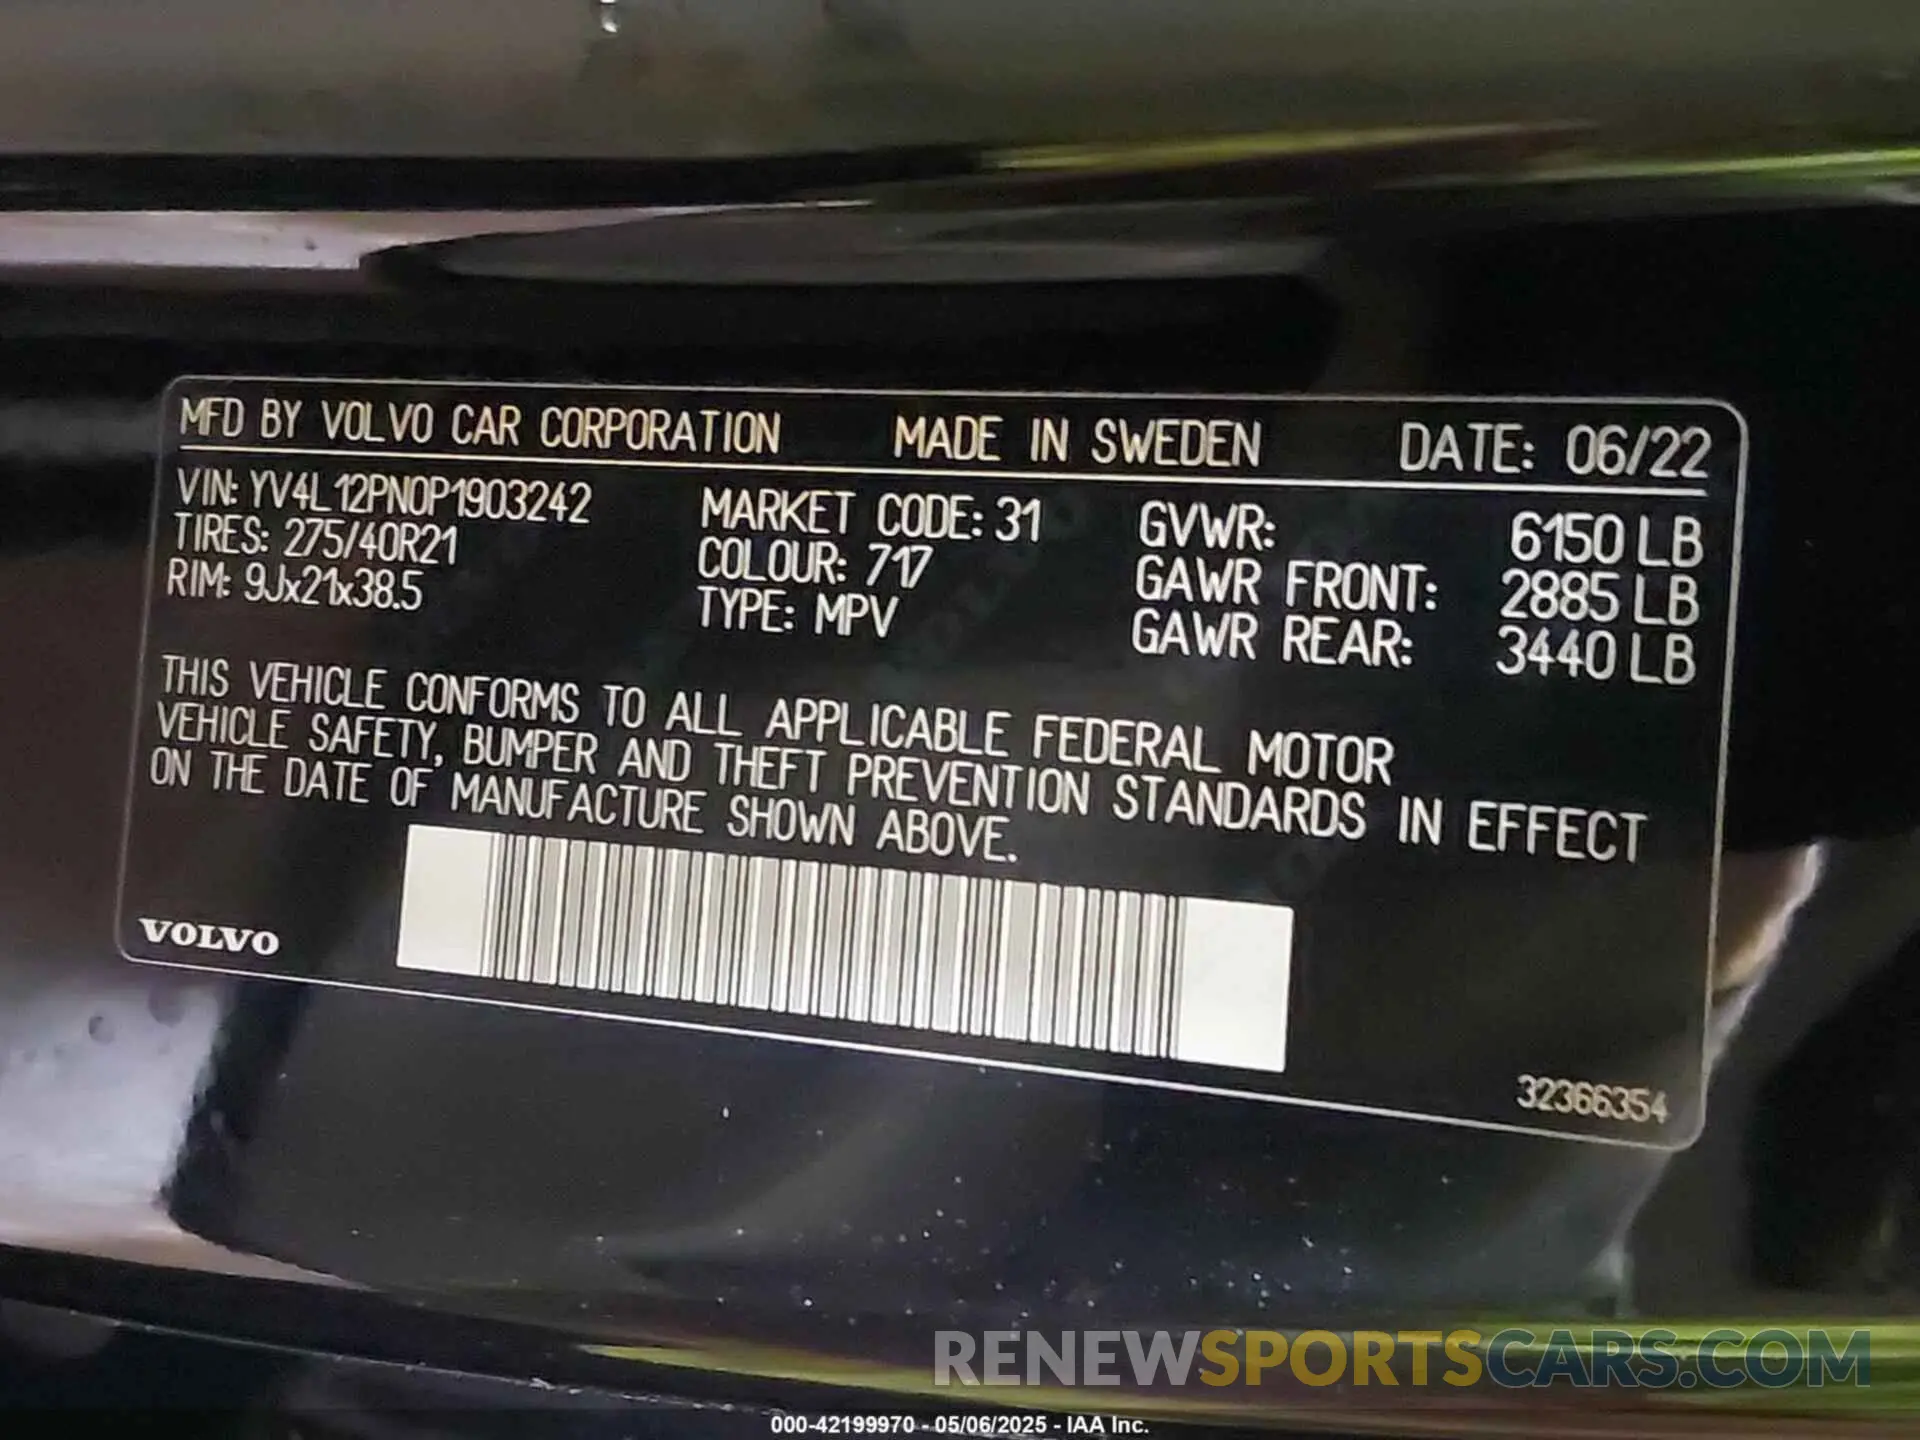 MFD BY VOLVO CAR CORPORATION MADE IN SWEDEN DATE: 06/22
VIN: YV4L12PN0P1903242 MARKET CODE: 31 GVWR: 6150 LB
TIRES: 275/40R21 COLOUR: 717 GAWR FRONT: 2885 LB
RIM: 9Jx21x38.5 TYPE: MPV GAWR REAR: 3440 LB
THIS VEHICLE CONFORMS TO ALL APPLICABLE FEDERAL MOTOR
VEHICLE SAFETY, BUMPER AND THEFT PREVENTION STANDARDS IN EFFECT
ON THE DATE OF MANUFACTURE SHOWN ABOVE.
VOLVO
32366354
RENEWSPORTSCARS.COM
000-42199970 - 05/06/2025 - IAA Inc.